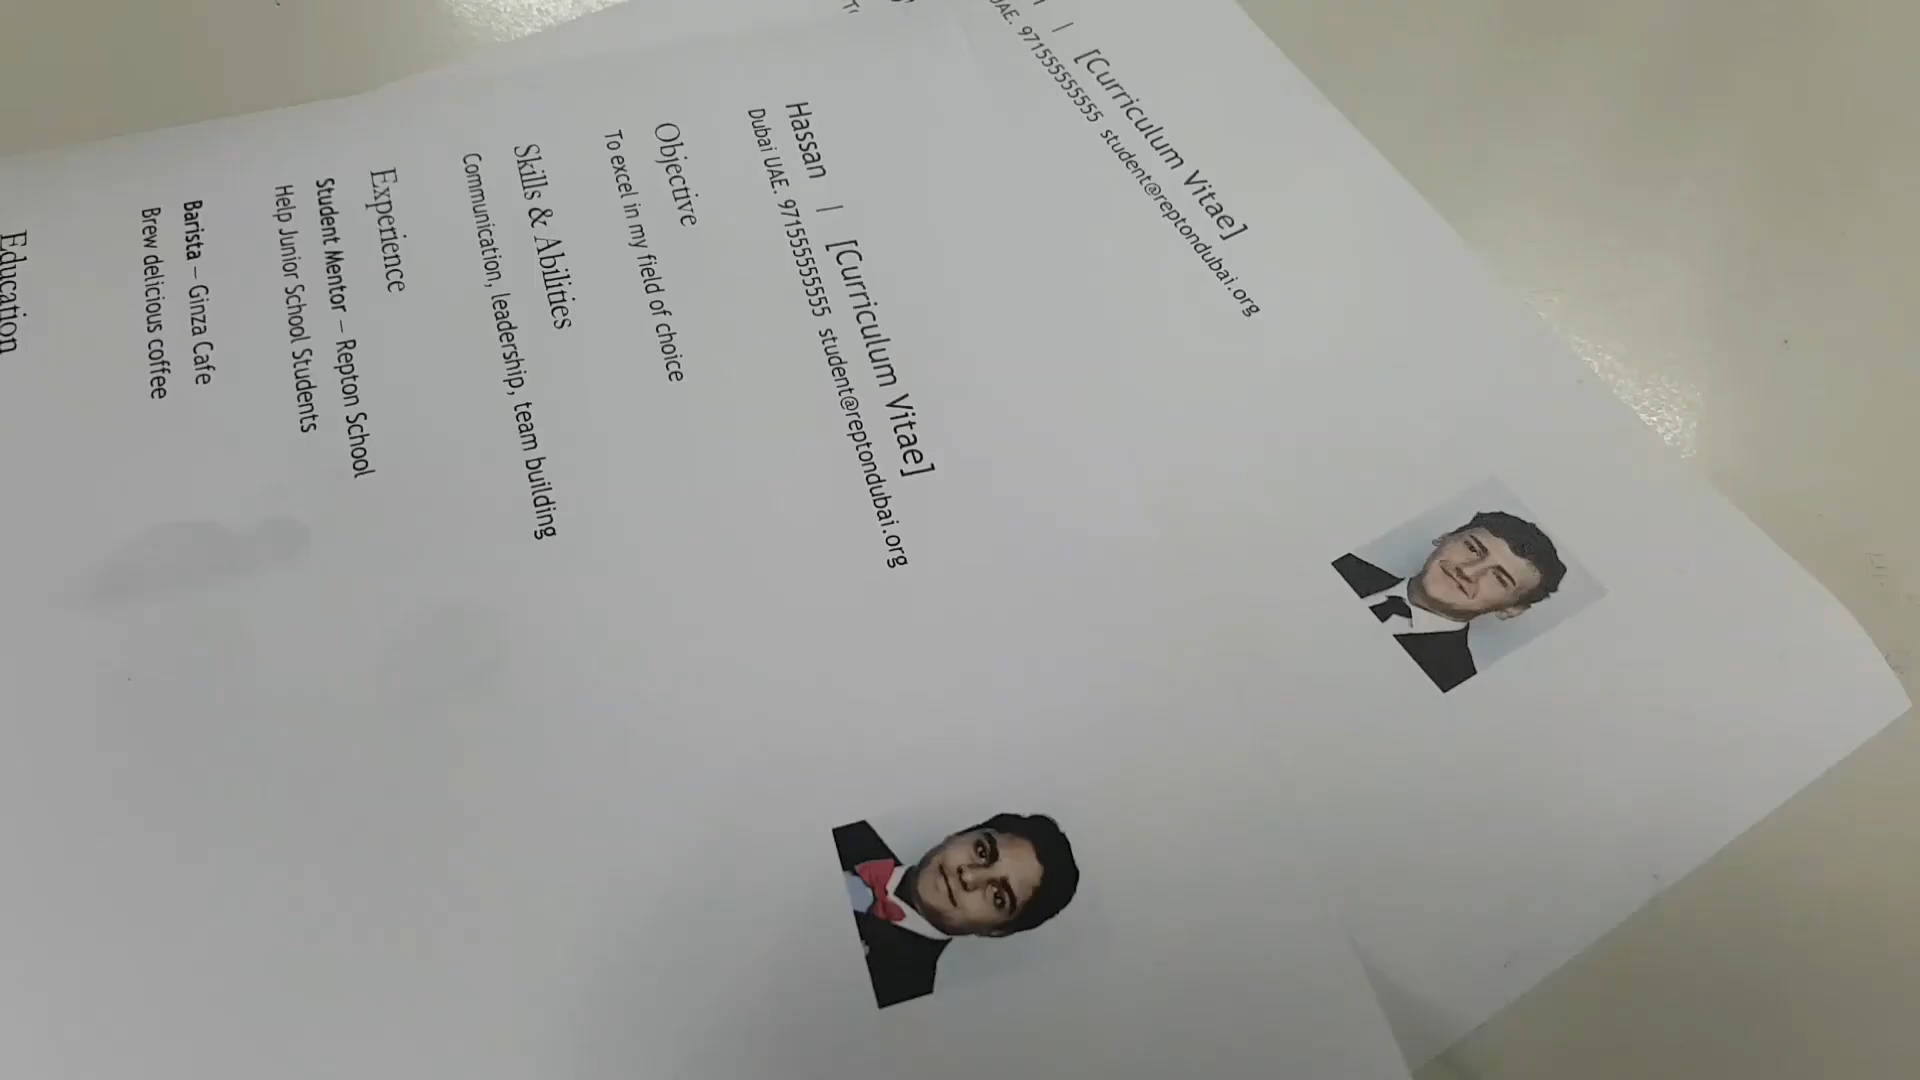 Hassan | [Curriculum Vitae]
Dubai UAE. 971555555555 student@reptondubai.org
Objective
To excel in my field of choice
Skills & Abilities
Communication, leadership, team building
Experience
Student Mentor – Repton School
Help Junior School Students
Barista – Ginza Cafe
Brew delicious coffee
Education
| [Curriculum Vitae]
UAE. 971555555555 student@reptondubai.org